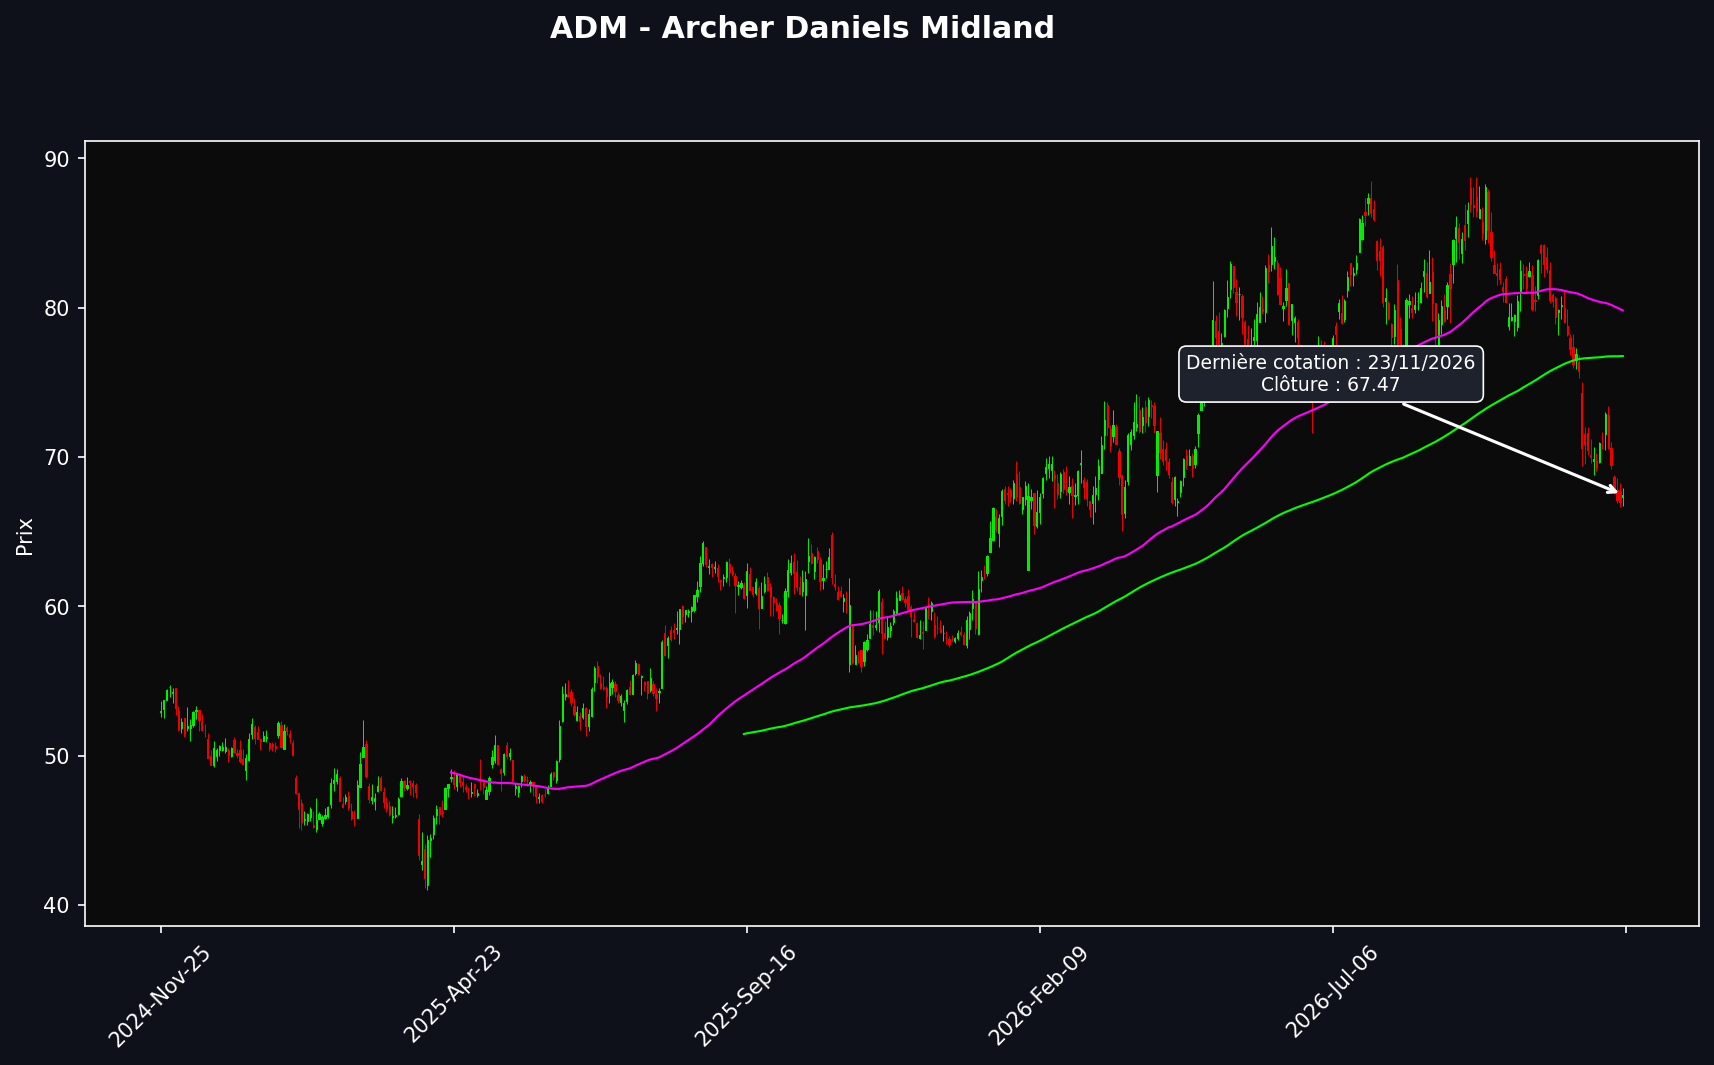 ADM - Archer Daniels Midland
90
80
70
60
50
40
Prix
Dernière cotation : 23/11/2026
Clôture : 67.47
2024-Nov-25
2025-Apr-23
2025-Sep-16
2026-Feb-09
2026-Jul-06